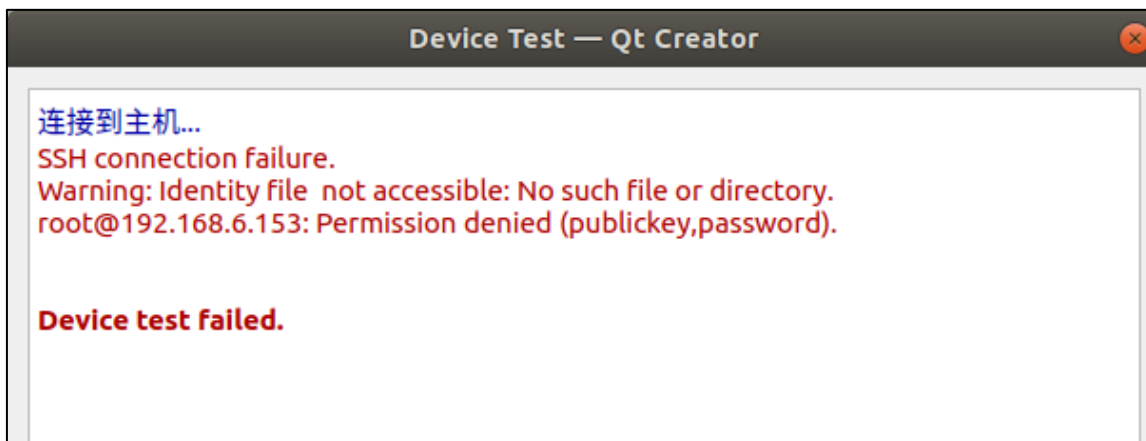 Device Test — Qt Creator
连接到主机...
SSH connection failure.
Warning: Identity file  not accessible: No such file or directory.
root@192.168.6.153: Permission denied (publickey,password).
Device test failed.